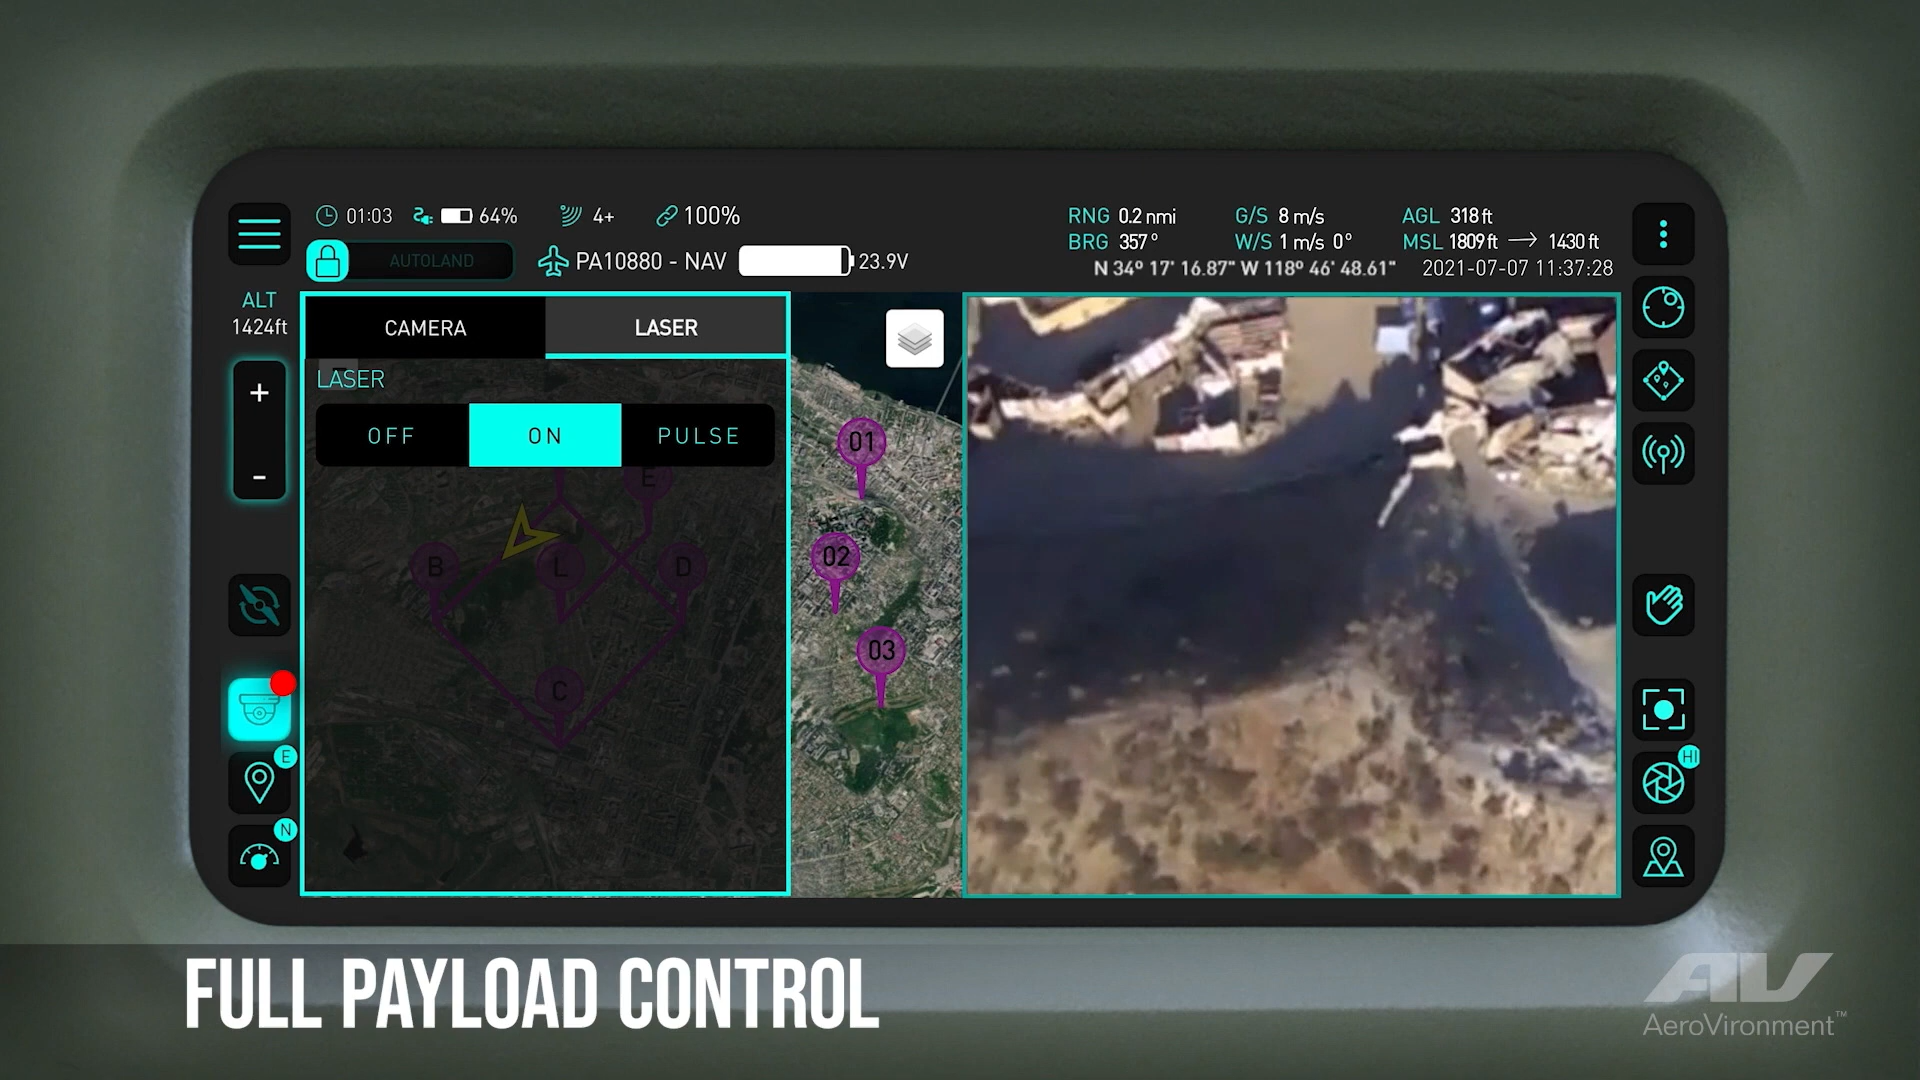 01:03 64% 4+ 100%
AUTOLAND PA10880 - NAV 23.9V
RNG 0.2 nmi G/S 8 m/s AGL 318 ft
BRG 357° W/S 1 m/s 0° MSL 1809 ft → 1430 ft
N 34° 17' 16.87" W 118° 46' 48.61" 2021-07-07 11:37:28
ALT
1424ft
+
-
CAMERA LASER
LASER
OFF ON PULSE
E
B L D
C
01
02
03
E
N
HI
FULL PAYLOAD CONTROL
AV
AeroVironment™